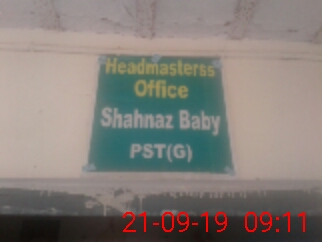 Headmasterss
Office
Shahnaz Baby
PST(G)
21-09-19 09:11